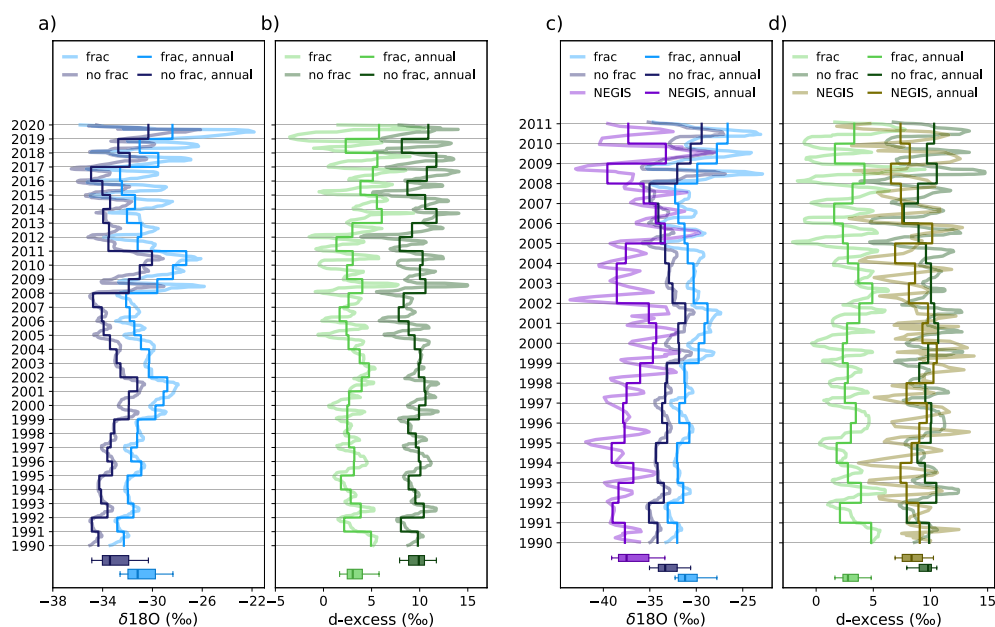 a)
b)
c)
d)
frac
frac, annual
no frac
no frac, annual
frac
frac, annual
no frac
no frac, annual
frac
frac, annual
no frac
no frac, annual
NEGIS
NEGIS, annual
frac
frac, annual
no frac
no frac, annual
NEGIS
NEGIS, annual
2020
2019
2018
2017
2016
2015
2014
2013
2012
2011
2010
2009
2008
2007
2006
2005
2004
2003
2002
2001
2000
1999
1998
1997
1996
1995
1994
1993
1992
1991
1990
2011
2010
2009
2008
2007
2006
2005
2004
2003
2002
2001
2000
1999
1998
1997
1996
1995
1994
1993
1992
1991
1990
−38 −34 −30 −26 −22
−5 0 5 10 15
−40 −35 −30 −25
0 5 10 15
δ18O (‰)
d-excess (‰)
δ18O (‰)
d-excess (‰)